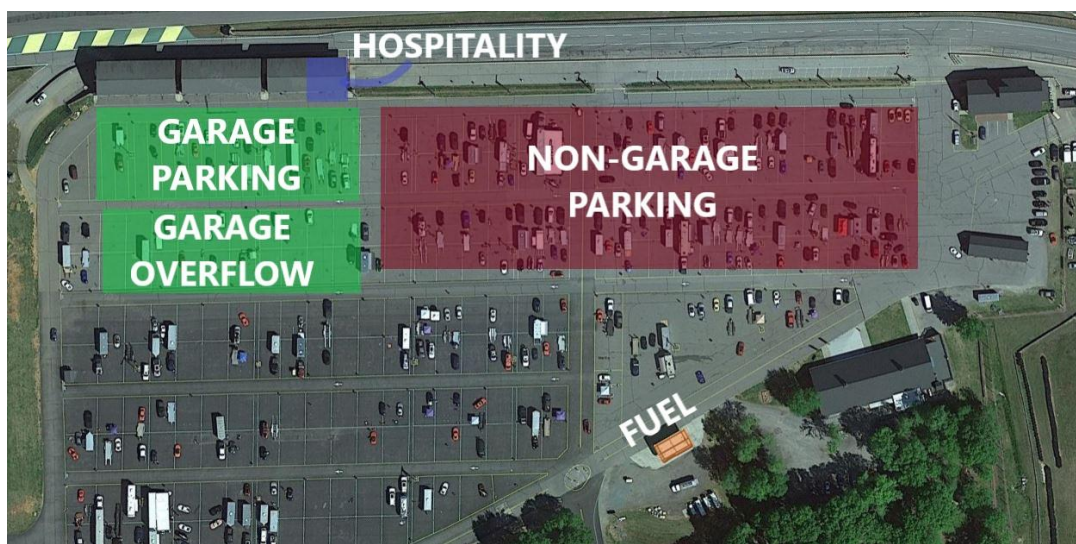 HOSPITALITY
GARAGE
PARKING
NON-GARAGE
PARKING
GARAGE
OVERFLOW
FUEL